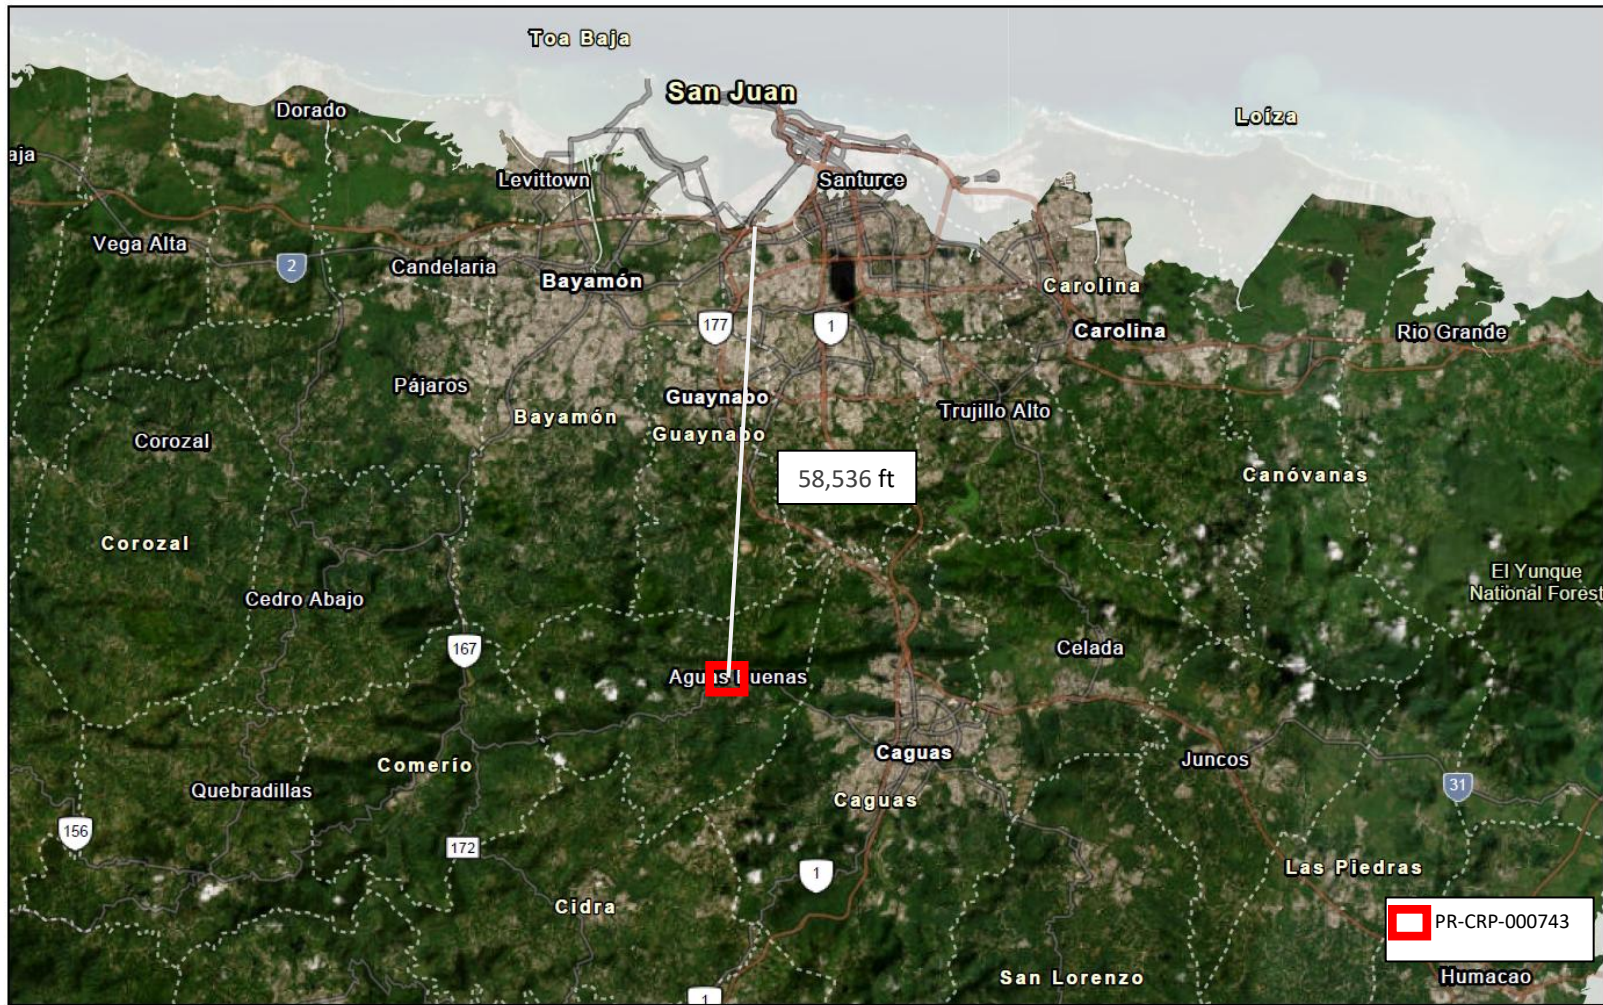 Toa Baja
San Juan
Dorado
Loíza
aja
Levittown
Santurce
Vega Alta
2
Candelaria
Bayamón
Carolina
177
1
Carolina
Rio Grande
Pájaros
Guaynabo
Bayamón
Trujillo Alto
Guaynabo
Corozal
58,536 ft
Canóvanas
Corozal
El Yunque
National Forest
Cedro Abajo
167
Celada
Aguas Buenas
Caguas
Juncos
Comerío
Quebradillas
Caguas
31
156
172
1
Las Piedras
Cidra
PR-CRP-000743
San Lorenzo
Humacao
1